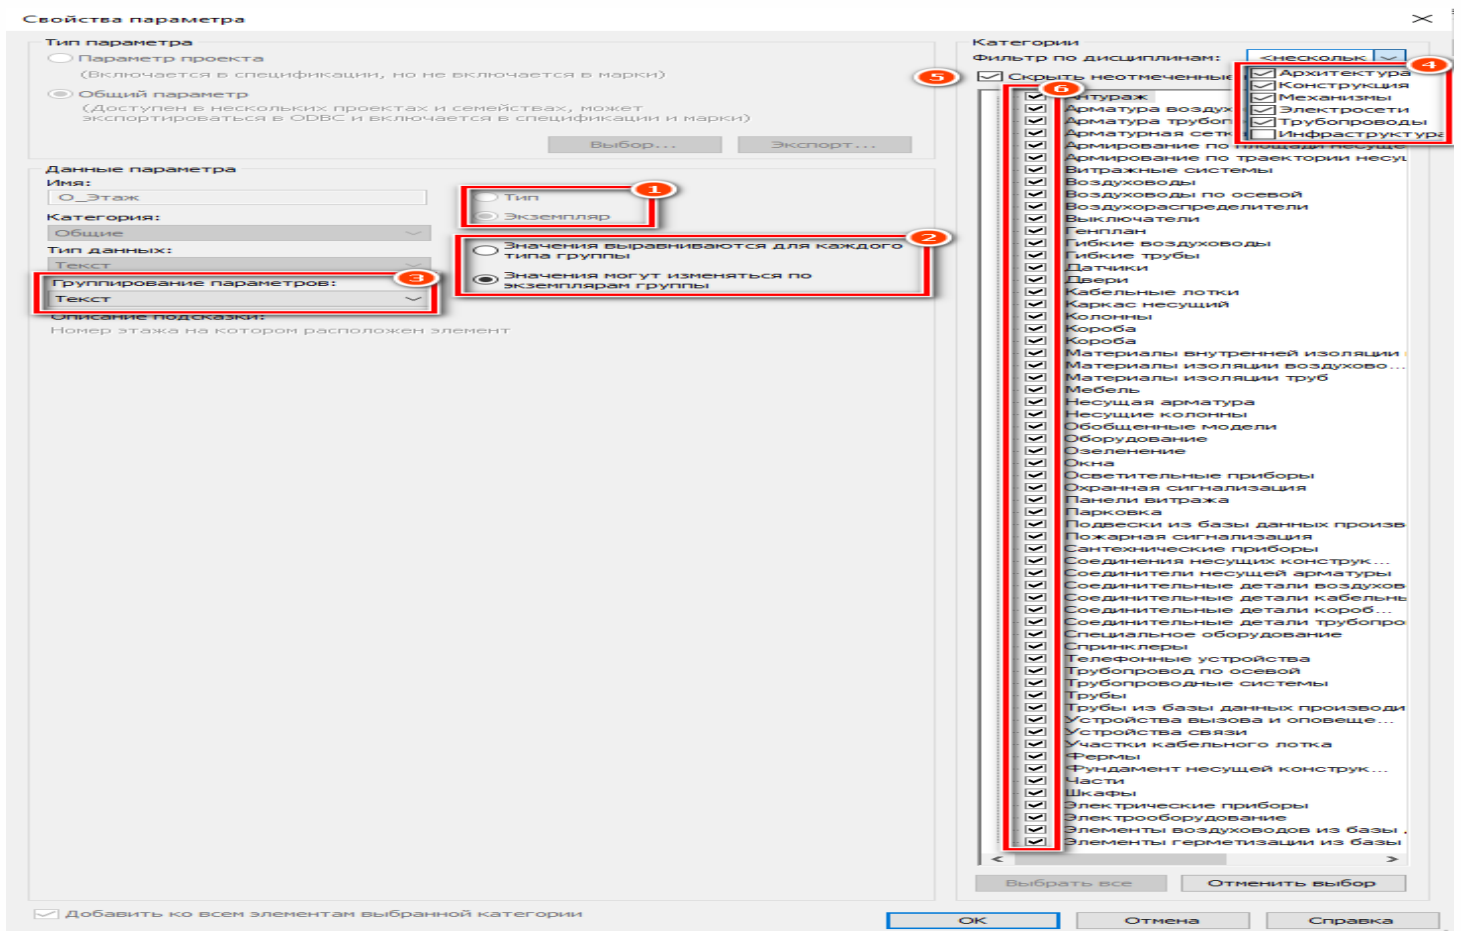 Свойства параметра
Тип параметра
Параметр проекта
(Включается в спецификации, но не включается в марки)
Общий параметр
(Доступен в нескольких проектах и семействах, может
экспортироваться в ODBC и включается в спецификации и марки)
Выбор...
Экспорт...
Данные параметра
Имя:
О_Этаж
Категория:
Общие
Тип данных:
Текст
3
Группирование параметров:
Текст
Описание подсказки:
Номер этажа на котором расположен элемент
1
Тип
Экземпляр
2
Значения выравниваются для каждого
типа группы
Значения могут изменяться по
экземплярам группы
Категории
Фильтр по дисциплинам:
<нескольк
4
Архитектура
Конструкция
Механизмы
Электросети
Трубопроводы
Инфраструктура
5
Скрыть неотмеченные
6
Антураж
Арматура воздух
Арматура трубоп
Арматурная сетк
Армирование по площади несуще
Армирование по траектории несущ
Витражные системы
Воздуховоды
Воздуховоды по осевой
Воздухораспределители
Выключатели
Генплан
Гибкие воздуховоды
Гибкие трубы
Датчики
Двери
Кабельные лотки
Каркас несущий
Колонны
Короба
Короба
Материалы внутренней изоляции
Материалы изоляции воздухово...
Материалы изоляции труб
Мебель
Несущая арматура
Несущие колонны
Обобщенные модели
Оборудование
Озеленение
Окна
Осветительные приборы
Охранная сигнализация
Панели витража
Парковка
Подвески из базы данных произв
Пожарная сигнализация
Сантехнические приборы
Соединения несущих конструк...
Соединители несущей арматуры
Соединительные детали воздухов
Соединительные детали кабельны
Соединительные детали короб...
Соединительные детали трубопро
Специальное оборудование
Спринклеры
Телефонные устройства
Трубопровод по осевой
Трубопроводные системы
Трубы
Трубы из базы данных производи
Устройства вызова и оповеще...
Устройства связи
Участки кабельного лотка
Фермы
Фундамент несущей конструк...
Части
Шкафы
Электрические приборы
Электрооборудование
Элементы воздуховодов из базы
Элементы герметизации из базы
Выбрать все
Отменить выбор
Добавить ко всем элементам выбранной категории
ОК
Отмена
Справка